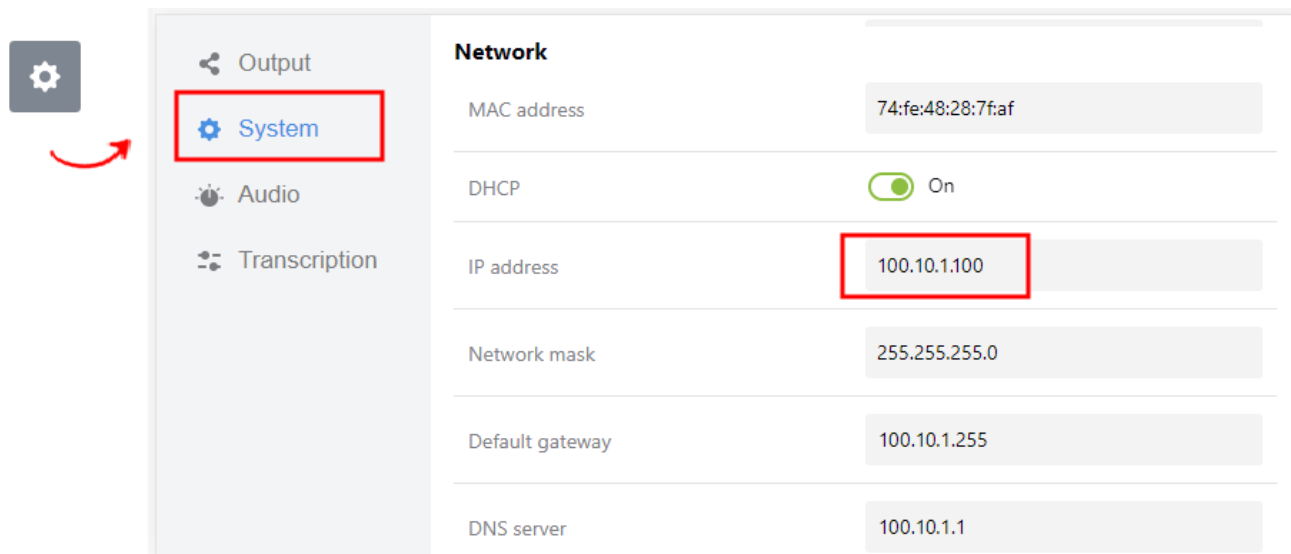 Output
System
Audio
Transcription
Network
MAC address 74:fe:48:28:7f:af
DHCP On
IP address 100.10.1.100
Network mask 255.255.255.0
Default gateway 100.10.1.255
DNS server 100.10.1.1